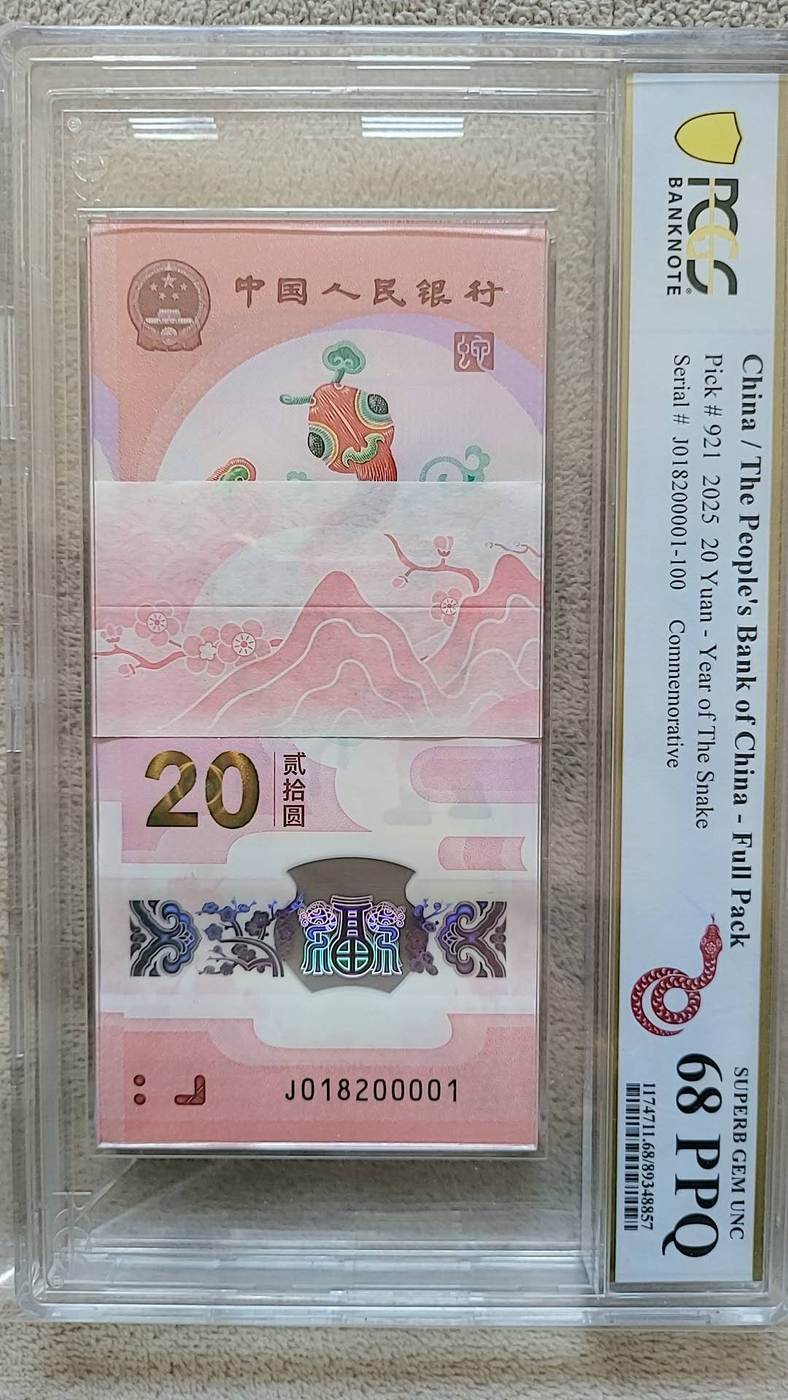 中国人民银行
蛇
20
贰拾圆
J018200001
PCGS
BANKNOTE
China / The People's Bank of China - Full Pack
Pick # 921 2025 20 Yuan - Year of The Snake
Serial # J018200001-100 Commemorative
SUPERB GEM UNC
68 PPQ
1174711.68/89348857